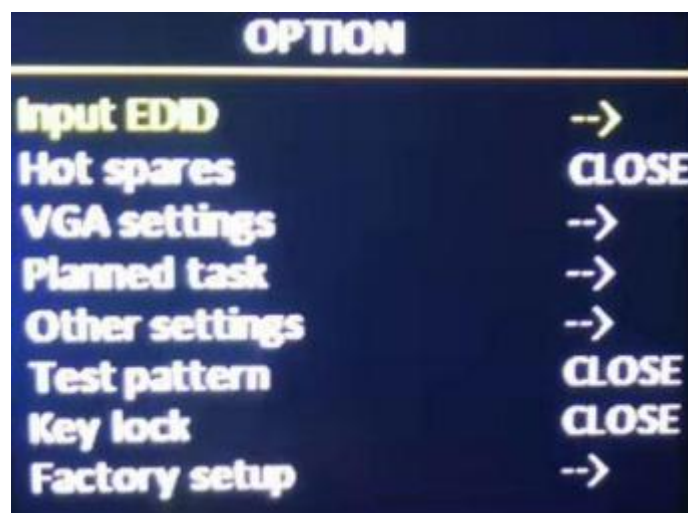 OPTION
Input EDID -->
Hot spares CLOSE
VGA settings -->
Planned task -->
Other settings -->
Test pattern CLOSE
Key lock CLOSE
Factory setup -->